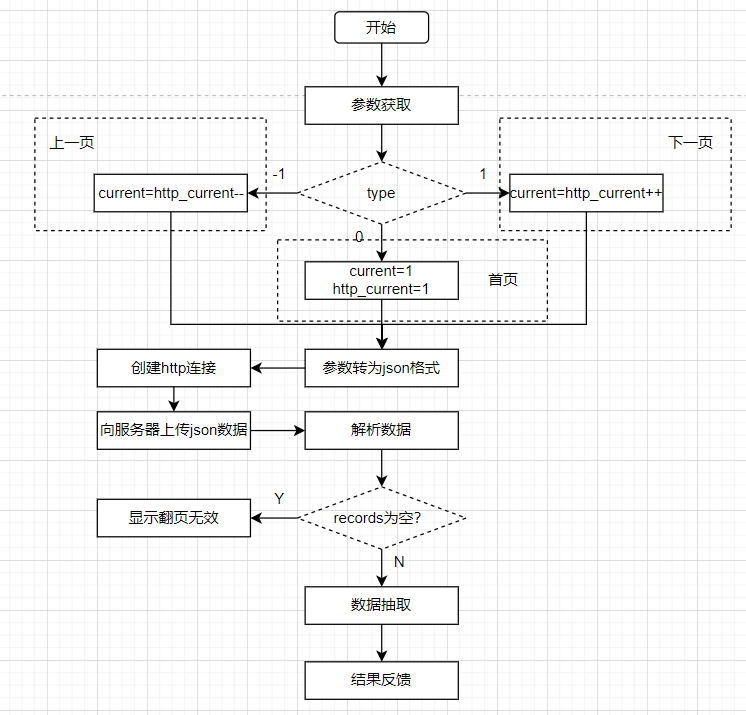 开始
参数获取
上一页
下一页
-1
1
current=http_current--
type
current=http_current++
0
current=1
http_current=1
首页
创建http连接
参数转为json格式
向服务器上传json数据
解析数据
Y
显示翻页无效
records为空?
N
数据抽取
结果反馈